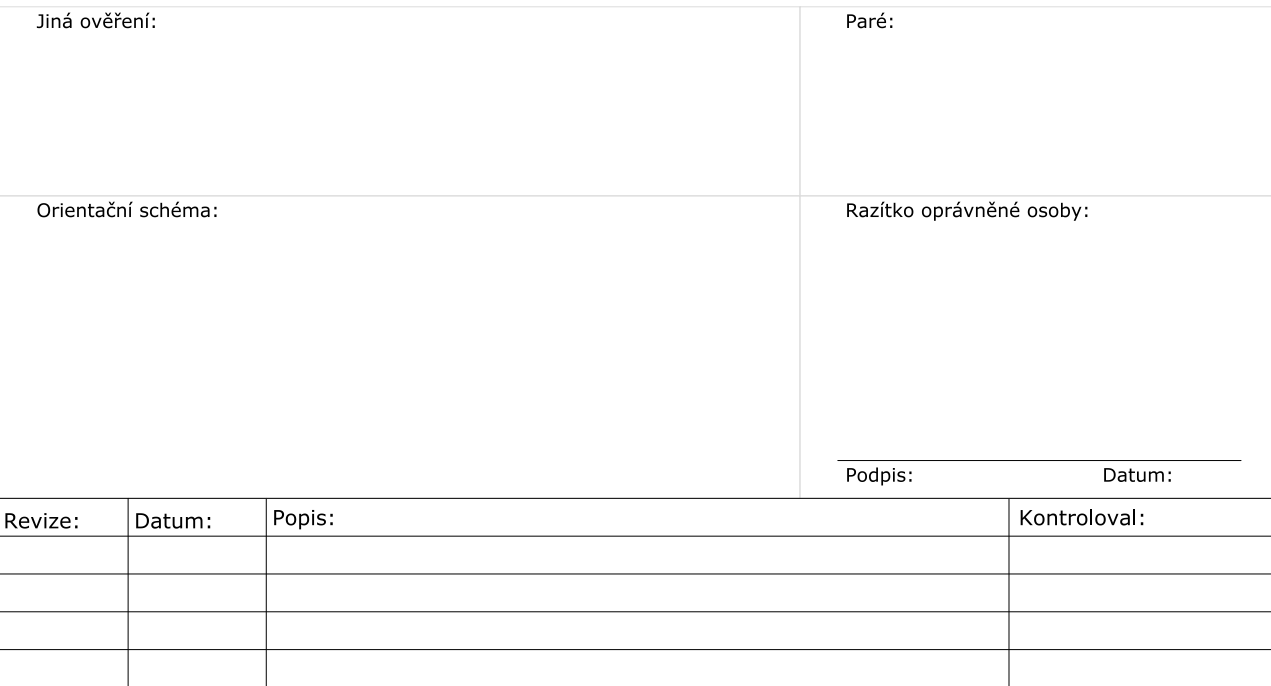 Jiná ověření:
Paré:
Orientační schéma:
Razítko oprávněné osoby:
Podpis: Datum:
Revize: Datum: Popis: Kontroloval: